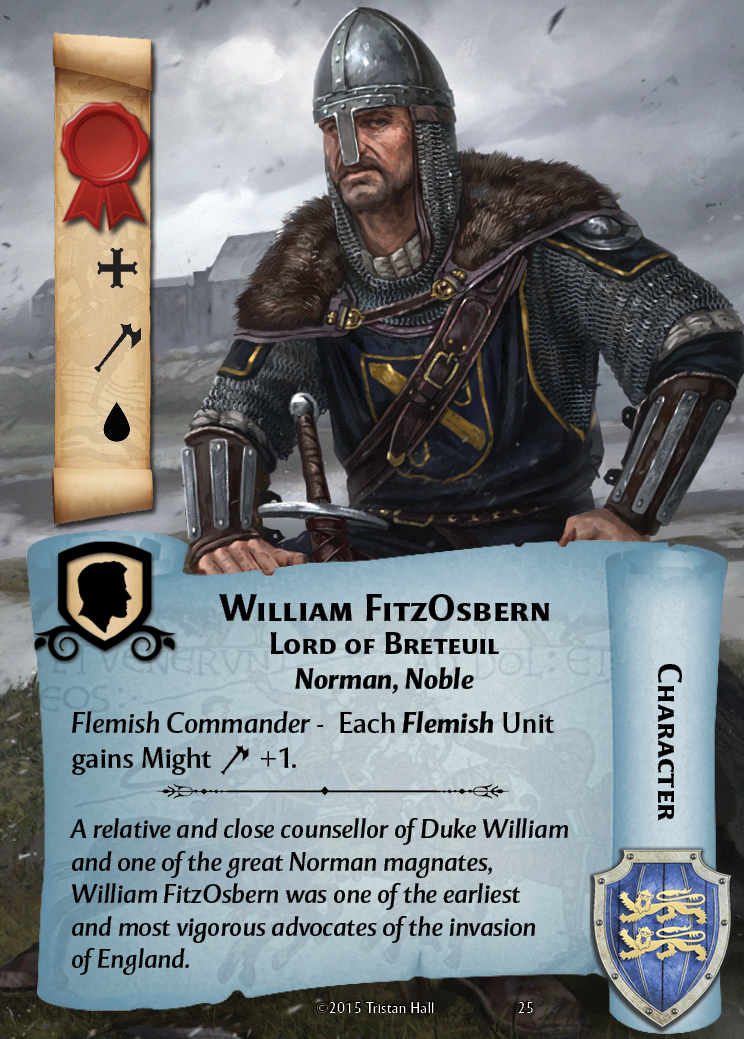 William FitzOsbern
Lord of Breteuil
Norman, Noble
Flemish Commander - Each Flemish Unit
gains Might +1.
A relative and close counsellor of Duke William
and one of the great Norman magnates,
William FitzOsbern was one of the earliest
and most vigorous advocates of the invasion
of England.
Character
©2015 Tristan Hall
25